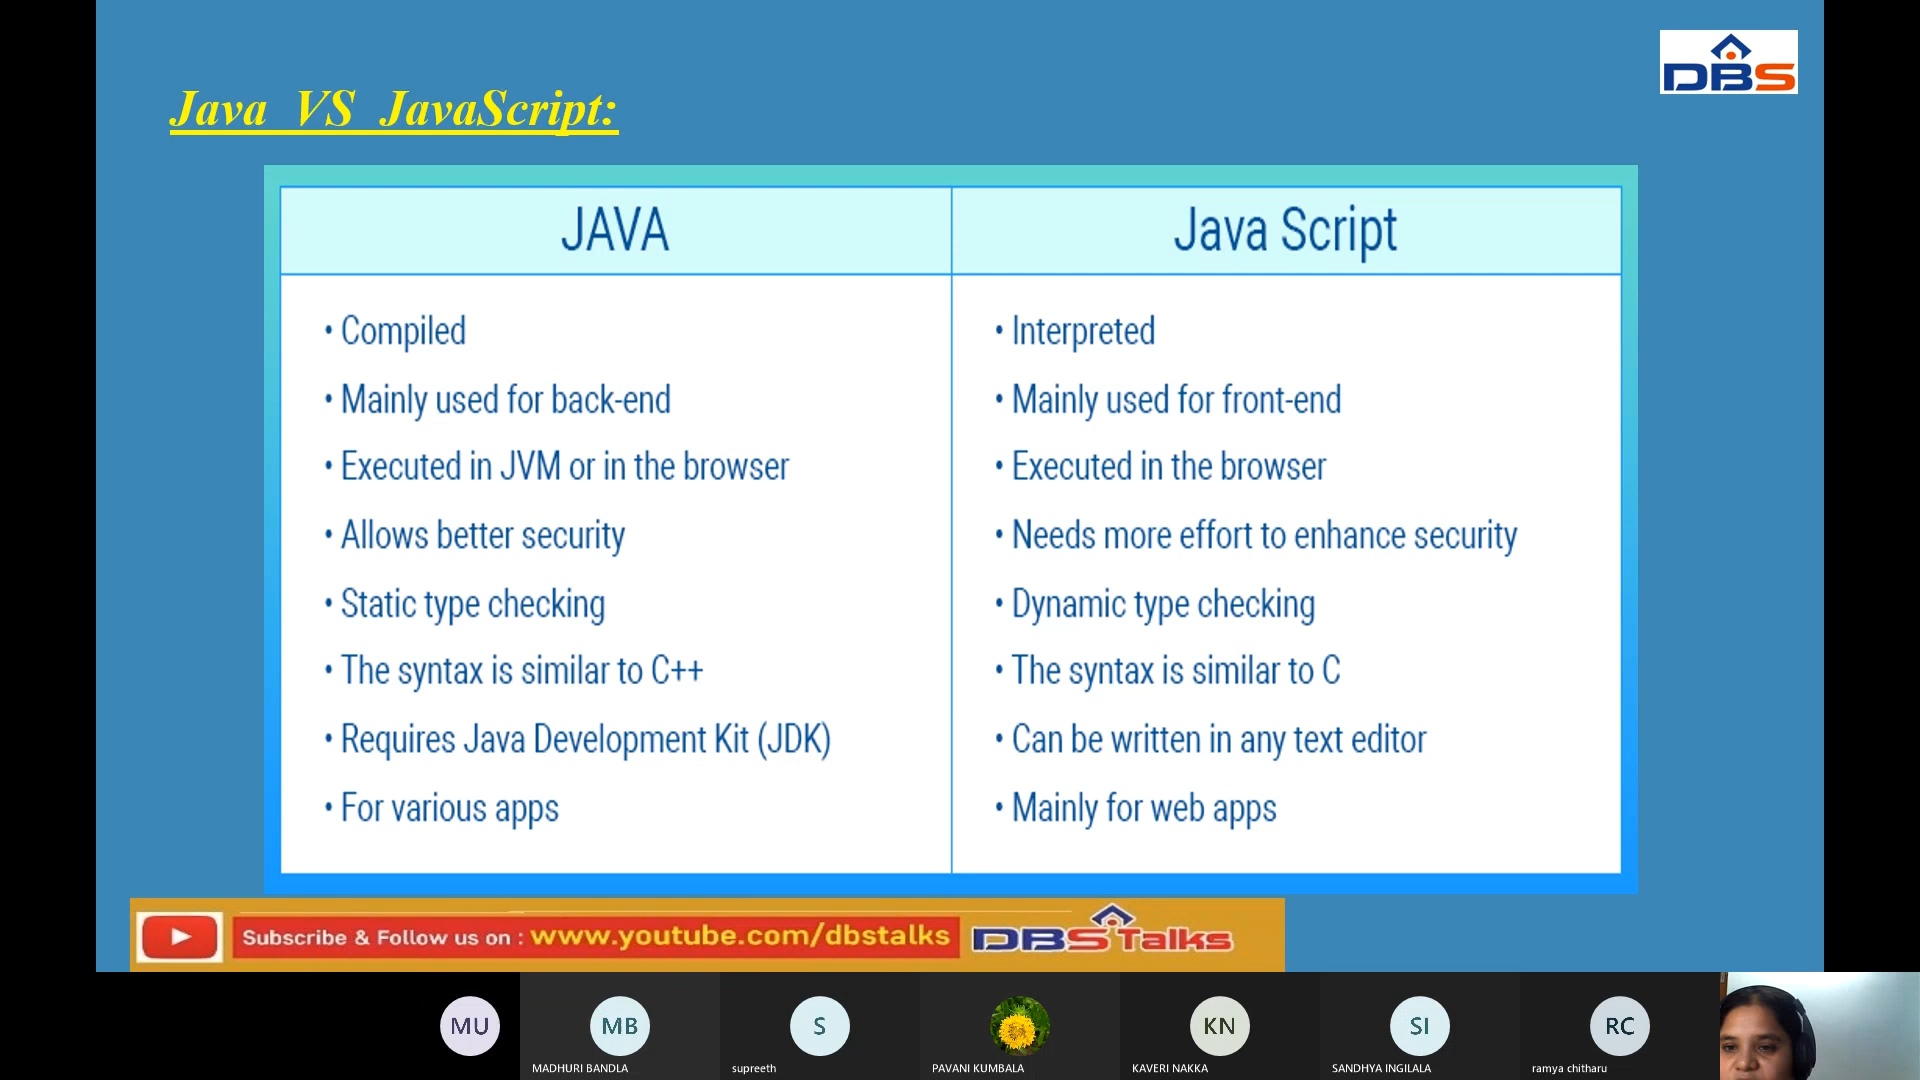 DBS
Java VS JavaScript:
JAVA
Java Script
• Compiled
• Mainly used for back-end
• Executed in JVM or in the browser
• Allows better security
• Static type checking
• The syntax is similar to C++
• Requires Java Development Kit (JDK)
• For various apps
• Interpreted
• Mainly used for front-end
• Executed in the browser
• Needs more effort to enhance security
• Dynamic type checking
• The syntax is similar to C
• Can be written in any text editor
• Mainly for web apps
Subscribe & Follow us on : www.youtube.com/dbstalks DBS Talks
MU MB S KN SI RC
MADHURI BANDLA supreeth PAVANI KUMBALA KAVERI NAKKA SANDHYA INGILALA ramya chitharu